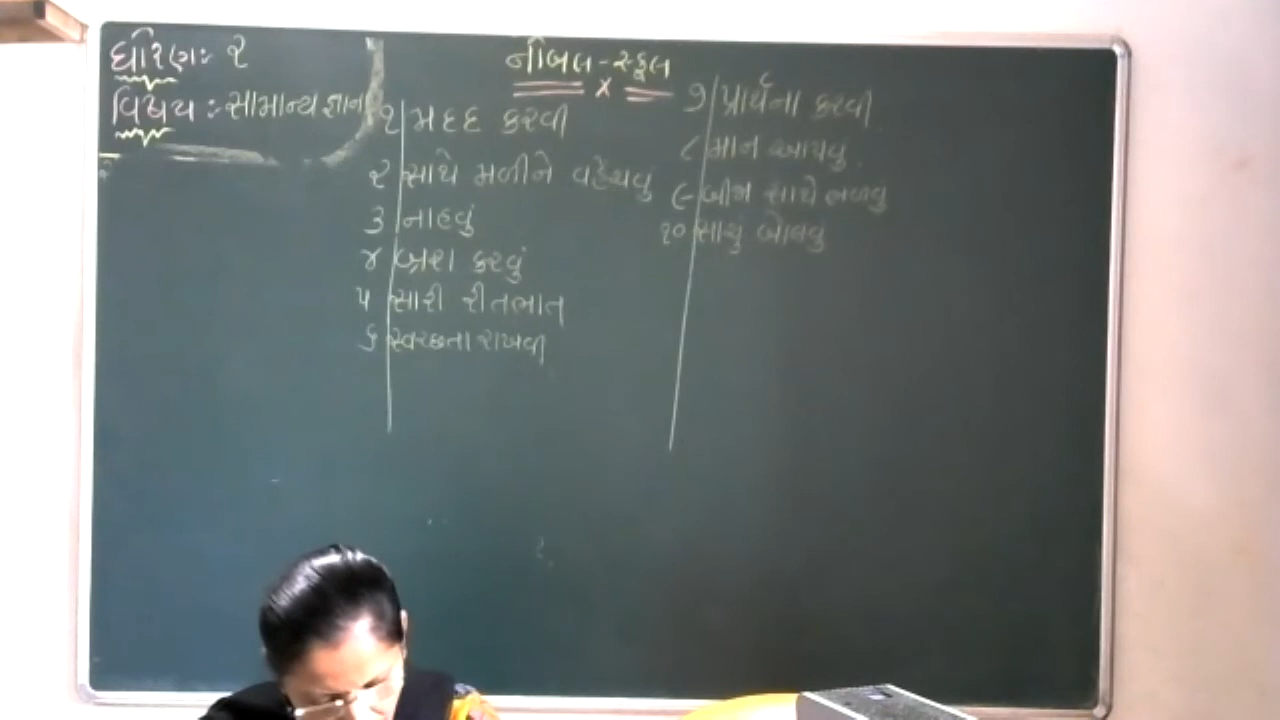 ધોરણઃ ૨
વિષય :- સામાન્ય જ્ઞાન
નોબલ - સ્કૂલ
૧ મદદ કરવી
૨ સાથે મળીને વહેચવું
૩ નાહવું
૪ બ્રશ કરવું
૫ સારી રીતભાત
૬ સ્વચ્છતા રાખવી
૭ પ્રાર્થના કરવી
૮ માન આપવું
૯ બીજા સાથે ભળવુ
૧૦ સાચું બોલવું